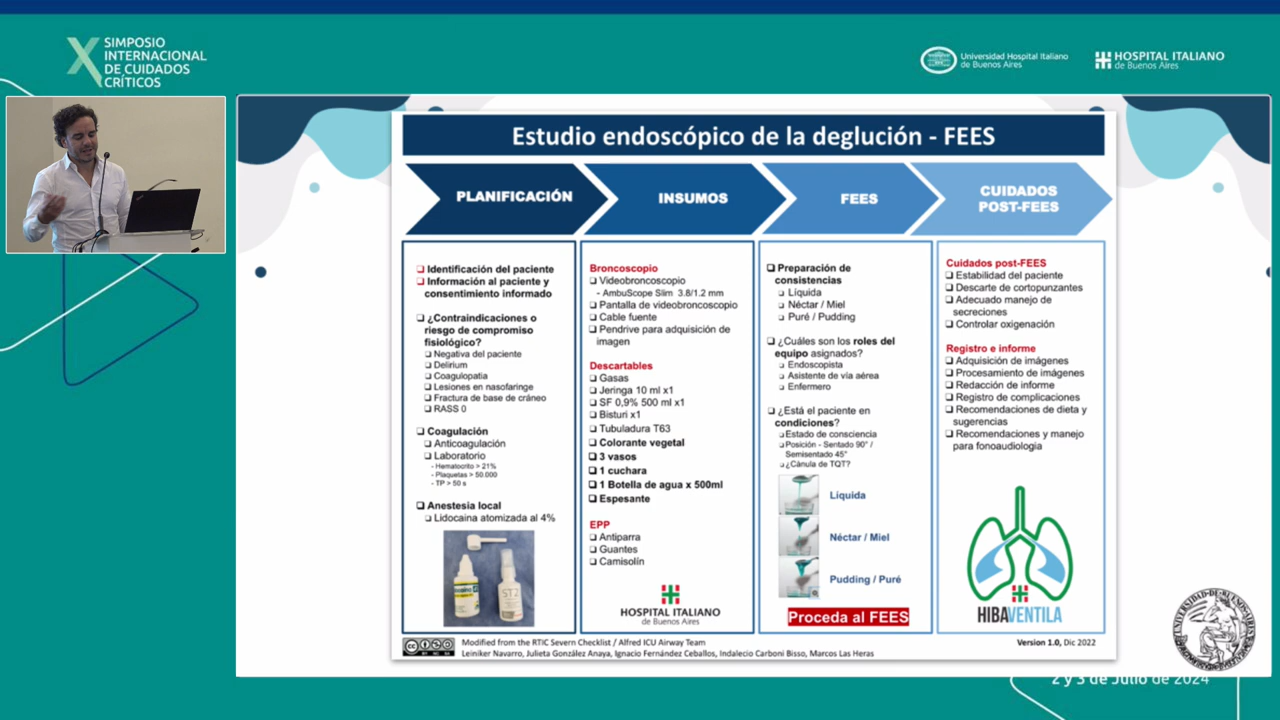 SIMPOSIO
INTERNACIONAL
DE CUIDADOS
CRÍTICOS
Universidad Hospital Italiano
de Buenos Aires
HOSPITAL ITALIANO
de Buenos Aires
Estudio endoscópico de la deglución - FEES
PLANIFICACIÓN
Identificación del paciente
Información al paciente y
consentimiento informado
¿Contraindicaciones o
riesgo de compromiso
fisiológico?
Negativa del paciente
Delirium
Coagulopatia
Lesiones en nasofaringe
Fractura de base de cráneo
RASS 0
Coagulación
Anticoagulación
Laboratorio
- Hematocrito > 21%
- Plaquetas > 50.000
- TP > 50 s
Anestesia local
Lidocaina atomizada al 4%
INSUMOS
Broncoscopio
Videobroncoscopio
- AmbuScope Slim 3.8/1.2 mm
Pantalla de videobroncoscopio
Cable fuente
Pendrive para adquisición de
imagen
Descartables
Gasas
Jeringa 10 ml x1
SF 0,9% 500 ml x1
Bisturi x1
Tubuladura T63
Colorante vegetal
3 vasos
1 cuchara
1 Botella de agua x 500ml
Espesante
EPP
Antiparra
Guantes
Camisolín
HOSPITAL ITALIANO
de Buenos Aires
FEES
Preparación de
consistencias
Líquida
Néctar / Miel
Puré / Pudding
¿Cuáles son los roles del
equipo asignados?
Endoscopista
Asistente de vía aérea
Enfermero
¿Está el paciente en
condiciones?
Estado de consciencia
Posición - Sentado 90° /
Semisentado 45°
¿Cánula de TQT?
Líquida
Néctar / Miel
Pudding / Puré
Proceda al FEES
CUIDADOS
POST-FEES
Cuidados post-FEES
Estabilidad del paciente
Descarte de cortopunzantes
Adecuado manejo de
secreciones
Controlar oxigenación
Registro e informe
Adquisición de imágenes
Procesamiento de imágenes
Redacción de informe
Registro de complicaciones
Recomendaciones de dieta y
sugerencias
Recomendaciones y manejo
para fonoaudiología
HIBAVENTILA
Modified from the RTIC Severn Checklist / Alfred ICU Airway Team
Leiniker Navarro, Julieta González Anaya, Ignacio Fernández Ceballos, Indalecio Carboni Bisso, Marcos Las Heras
Version 1.0, Dic 2022
2 y 3 de Julio de 2024